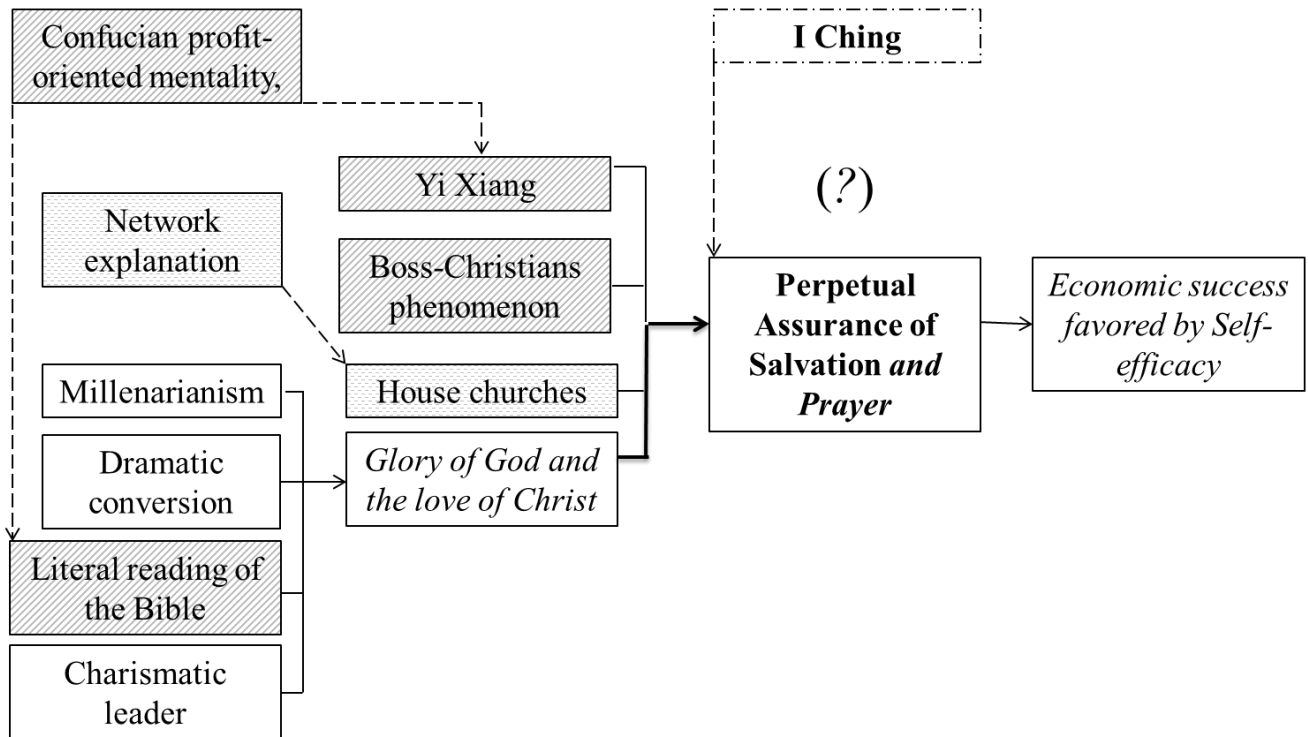 Confucian profit-
oriented mentality,
I Ching
Yi Xiang
(?)
Network
explanation
Boss-Christians
phenomenon
Perpetual
Assurance of
Salvation and
Prayer
Economic success
favored by Self-
efficacy
Millenarianism
House churches
Dramatic
conversion
Glory of God and
the love of Christ
Literal reading of
the Bible
Charismatic
leader